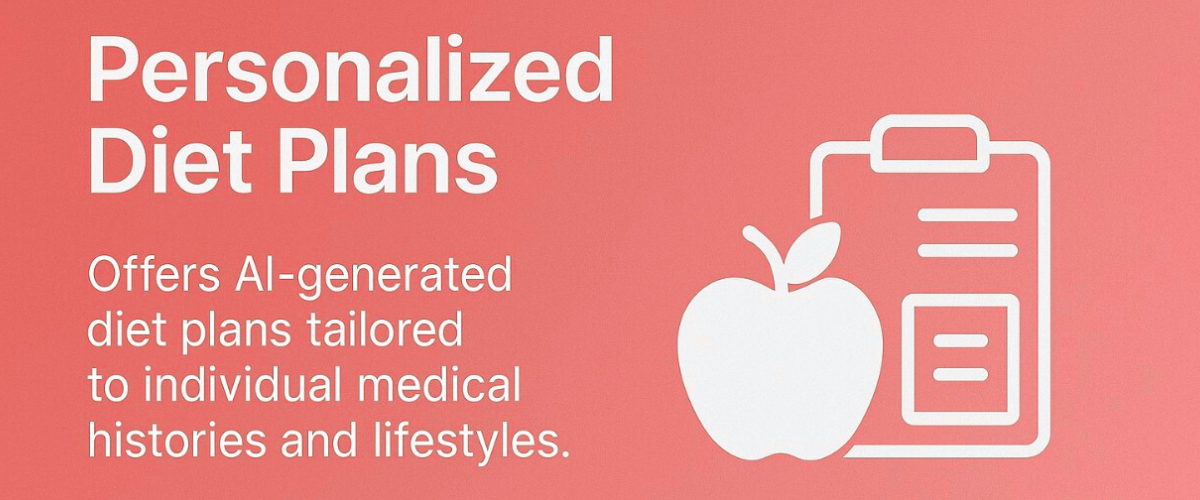 Personalized
Diet Plans
Offers AI-generated
diet plans tailored
to individual medical
histories and lifestyles.